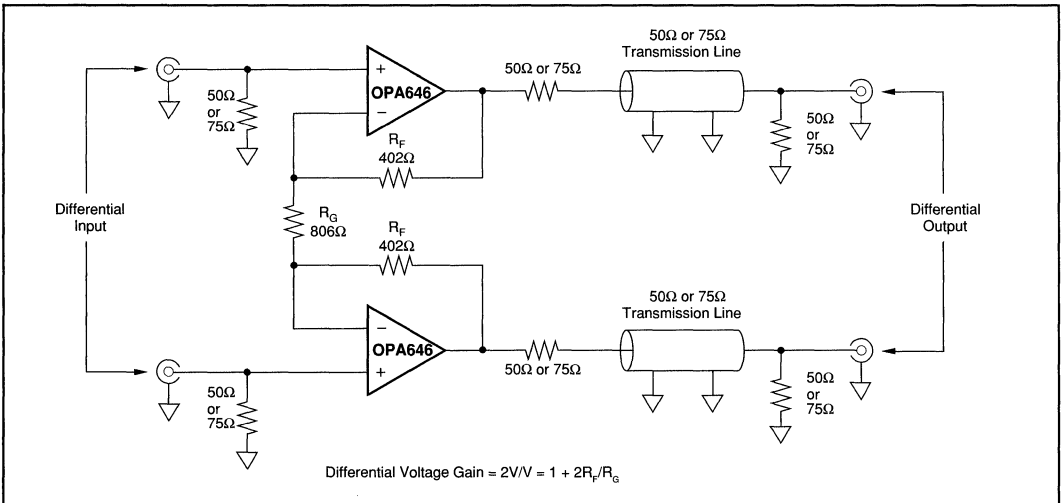 50Ω or 75Ω
Transmission Line
50Ω or 75Ω
+
OPA646
−
50Ω
or
75Ω
50Ω
or
75Ω
R_F
402Ω
Differential
Input
R_G
806Ω
R_F
402Ω
Differential
Output
50Ω or 75Ω
Transmission Line
−
OPA646
+
50Ω or 75Ω
50Ω
or
75Ω
50Ω
or
75Ω
Differential Voltage Gain = 2V/V = 1 + 2R_F/R_G